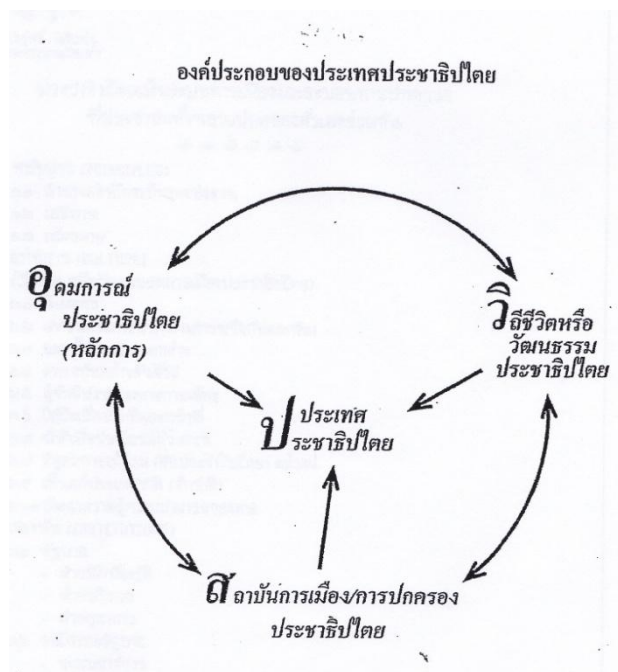 องค์ประกอบของประเทศประชาธิปไตย
อุดมการณ์
ประชาธิปไตย
(หลักการ)
วิถีชีวิตหรือ
วัฒนธรรม
ประชาธิปไตย
ป ประเทศ
ระชาธิปไตย
สถาบันการเมือง/การปกครอง
ประชาธิปไตย